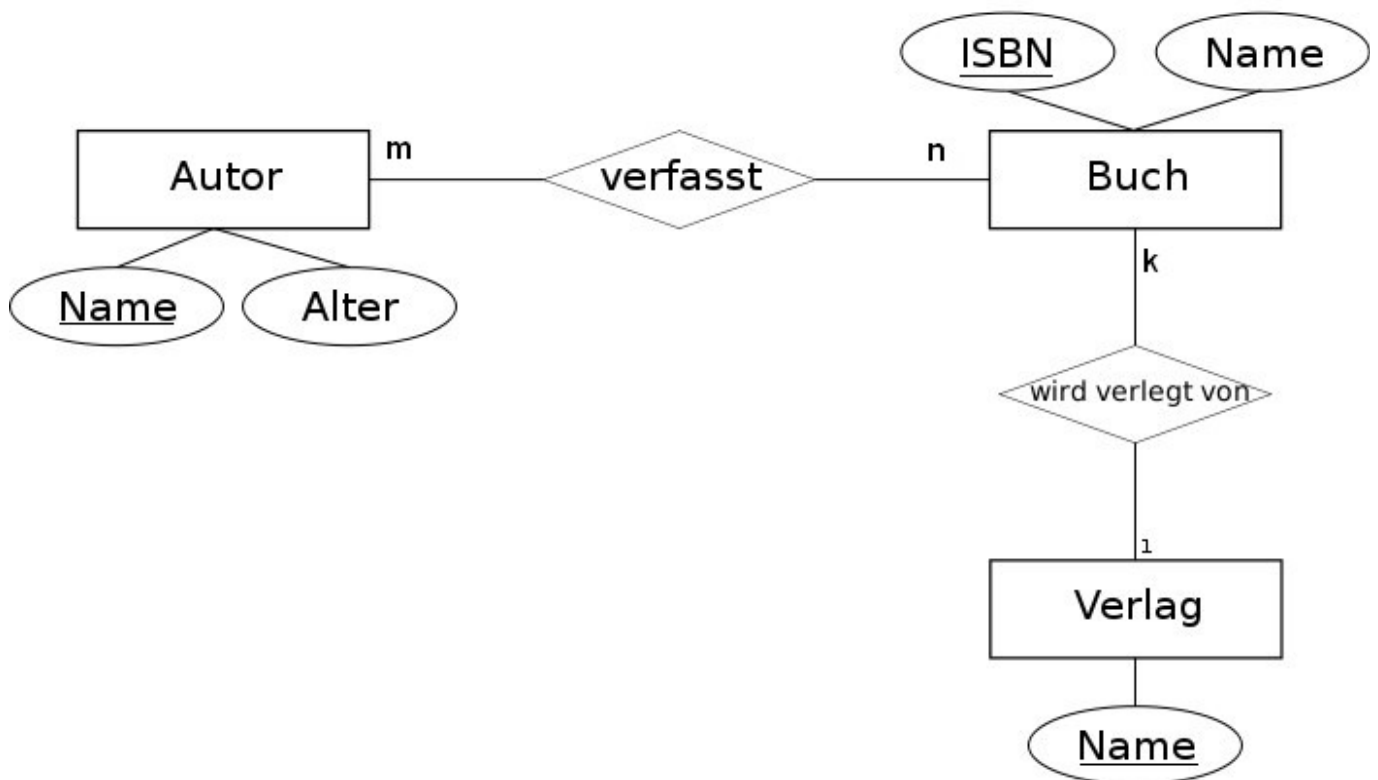 ISBN Name
Autor m verfasst n Buch
k
Name Alter
wird verlegt von
1
Verlag
Name